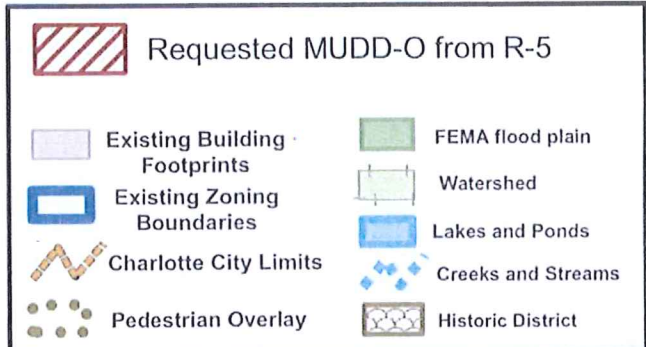 Requested MUDD-O from R-5
Existing Building
Footprints
Existing Zoning
Boundaries
Charlotte City Limits
Pedestrian Overlay
FEMA flood plain
Watershed
Lakes and Ponds
Creeks and Streams
Historic District